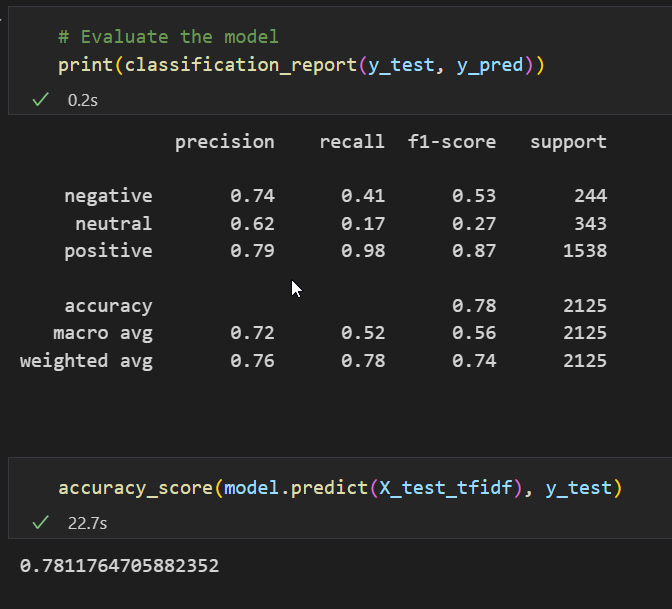 # Evaluate the model
print(classification_report(y_test, y_pred))
0.2s
precision recall f1-score support
negative 0.74 0.41 0.53 244
neutral 0.62 0.17 0.27 343
positive 0.79 0.98 0.87 1538
accuracy 0.78 2125
macro avg 0.72 0.52 0.56 2125
weighted avg 0.76 0.78 0.74 2125
accuracy_score(model.predict(X_test_tfidf), y_test)
22.7s
0.7811764705882352